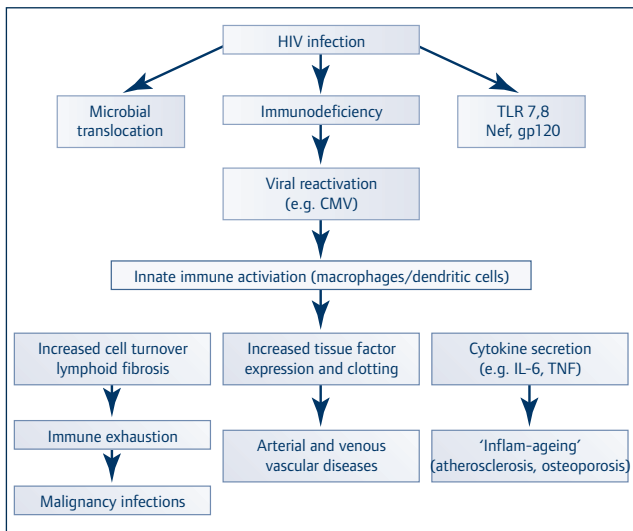 HIV infection
Microbial
translocation
Immunodeficiency
TLR 7,8
Nef, gp120
Viral reactivation
(e.g. CMV)
Innate immune activiation (macrophages/dendritic cells)
Increased cell turnover
lymphoid fibrosis
Increased tissue factor
expression and clotting
Cytokine secretion
(e.g. IL-6, TNF)
Immune exhaustion
Arterial and venous
vascular diseases
‘Inflam-ageing’
(atherosclerosis, osteoporosis)
Malignancy infections